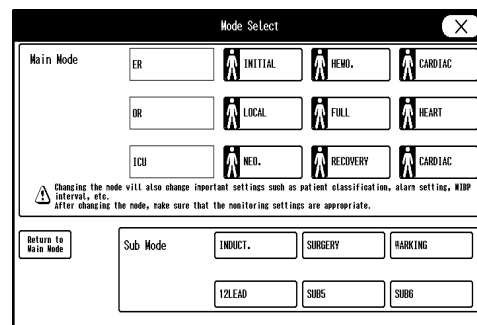 Mode Select
Main Mode
ER
INITIAL
HEMO.
CARDIAC
OR
LOCAL
FULL
HEART
ICU
NEO.
RECOVERY
CARDIAC
Changing the mode will also change important settings such as patient classification, alarm setting, NIBP
interval, etc.
After changing the mode, make sure that the monitoring settings are appropriate.
Return to
Main Mode
Sub Mode
INDUCT.
SURGERY
WARKING
12LEAD
SUB5
SUB6